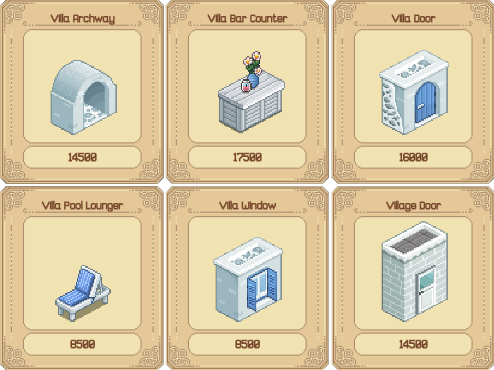 Villa Archway
14500
Villa Bar Counter
17500
Villa Door
16000
Villa Pool Lounger
8500
Villa Window
8500
Village Door
14500